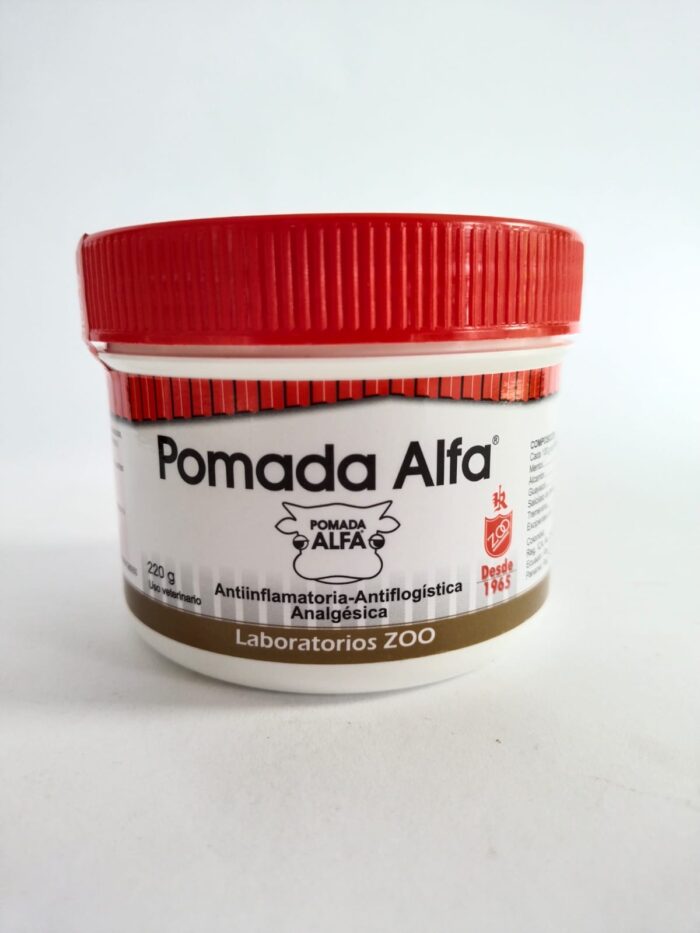 Pomada Alfa®
POMADA
ALFA
220 g
Uso veterinario
Antiinflamatoria-Antiflogística
Analgésica
Laboratorios ZOO
ZOO
Desde
1965